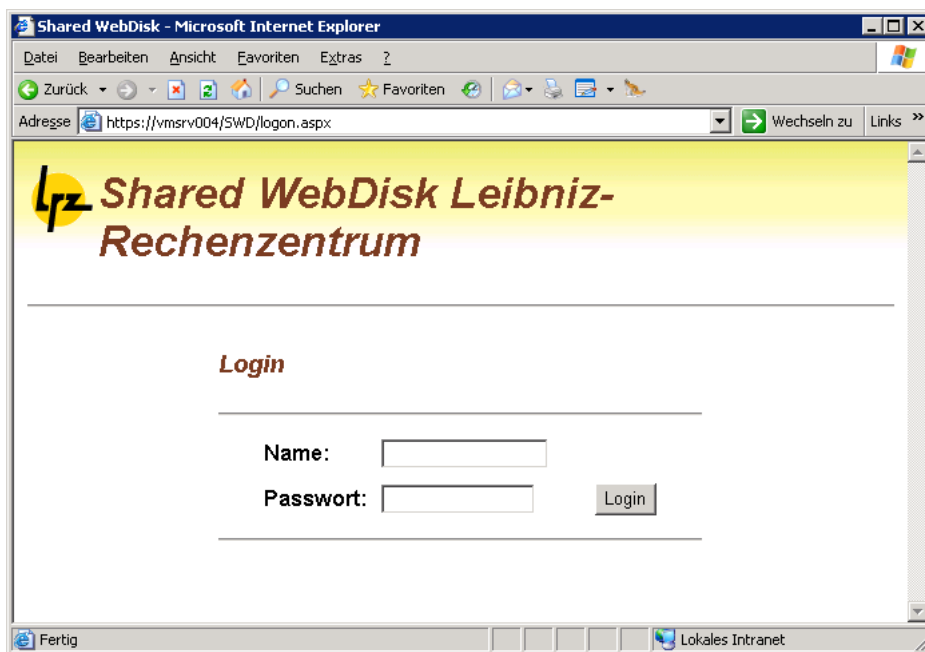 Shared WebDisk - Microsoft Internet Explorer
Datei Bearbeiten Ansicht Favoriten Extras ?
Zurück Suchen Favoriten
Adresse https://vmsrv004/SWD/logon.aspx Wechseln zu Links »
lrz Shared WebDisk Leibniz-
Rechenzentrum
Login
Name:
Passwort: Login
Fertig Lokales Intranet